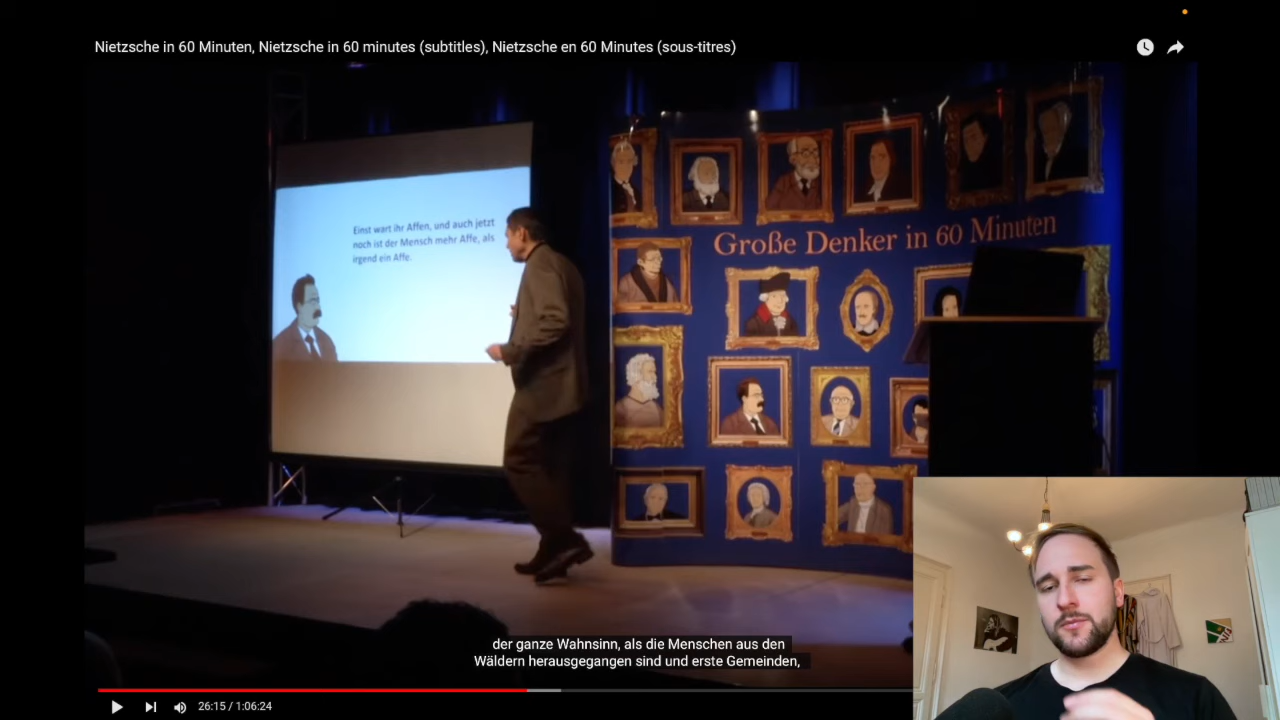 Nietzsche in 60 Minuten, Nietzsche in 60 minutes (subtitles), Nietzsche en 60 Minutes (sous-titres)
Einst wart ihr Affen, und auch jetzt
noch ist der Mensch mehr Affe, als
irgend ein Affe.
Große Denker in 60 Minuten
der ganze Wahnsinn, als die Menschen aus den
Wäldern herausgegangen sind und erste Gemeinden,
26:15 / 1:06:24